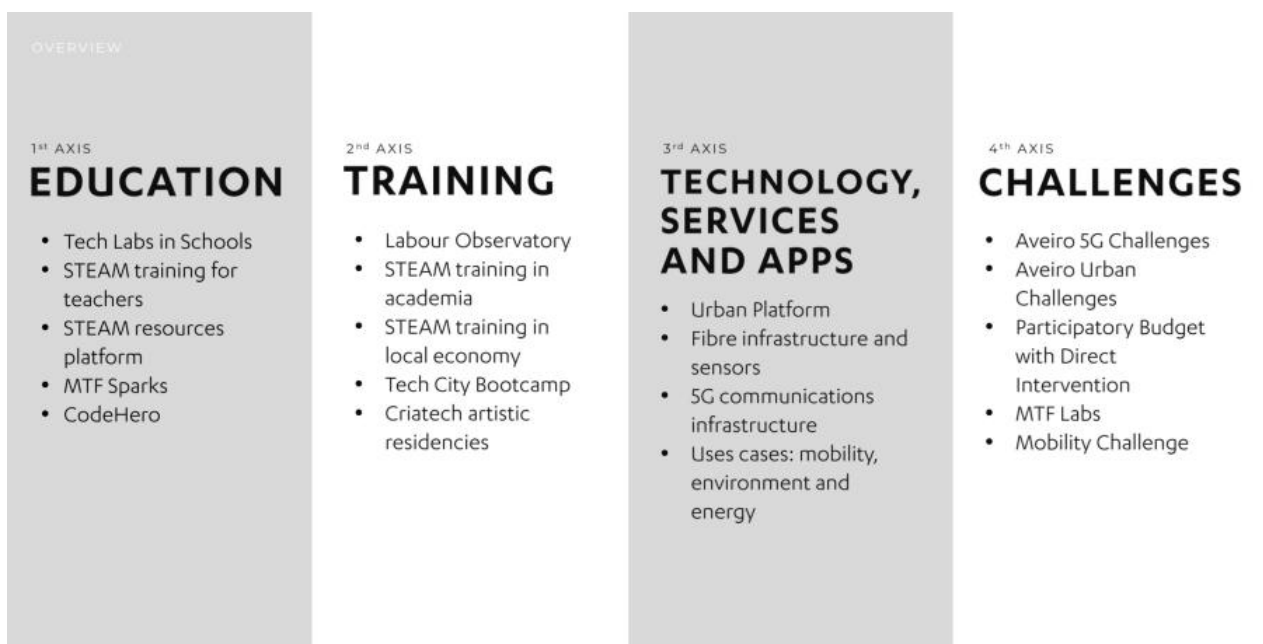 OVERVIEW
1st AXIS
EDUCATION
• Tech Labs in Schools
• STEAM training for
teachers
• STEAM resources
platform
• MTF Sparks
• CodeHero
2nd AXIS
TRAINING
• Labour Observatory
• STEAM training in
academia
• STEAM training in
local economy
• Tech City Bootcamp
• Criatech artistic
residencies
3rd AXIS
TECHNOLOGY,
SERVICES
AND APPS
• Urban Platform
• Fibre infrastructure and
sensors
• 5G communications
infrastructure
• Uses cases: mobility,
environment and
energy
4th AXIS
CHALLENGES
• Aveiro 5G Challenges
• Aveiro Urban
Challenges
• Participatory Budget
with Direct
Intervention
• MTF Labs
• Mobility Challenge